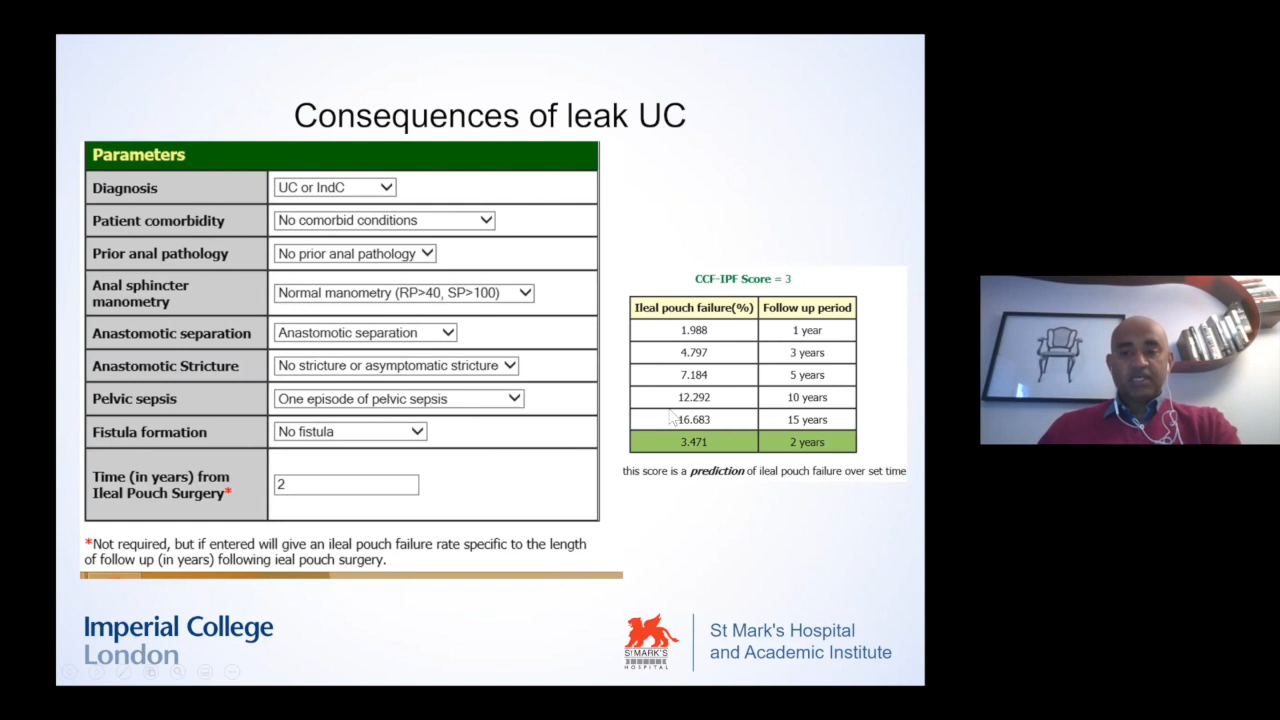 Consequences of leak UC
Parameters
Diagnosis
UC or IndC
Patient comorbidity
No comorbid conditions
Prior anal pathology
No prior anal pathology
Anal sphincter
manometry
Normal manometry (RP>40, SP>100)
Anastomotic separation
Anastomotic separation
Anastomotic Stricture
No stricture or asymptomatic stricture
Pelvic sepsis
One episode of pelvic sepsis
Fistula formation
No fistula
Time (in years) from
Ileal Pouch Surgery*
2
*Not required, but if entered will give an ileal pouch failure rate specific to the length
of follow up (in years) following ieal pouch surgery.
CCF-IPF Score = 3
Ileal pouch failure(%) Follow up period
1.988 1 year
4.797 3 years
7.184 5 years
12.292 10 years
16.683 15 years
3.471 2 years
this score is a prediction of ileal pouch failure over set time
Imperial College
London
ST MARK'S
HOSPITAL
St Mark's Hospital
and Academic Institute